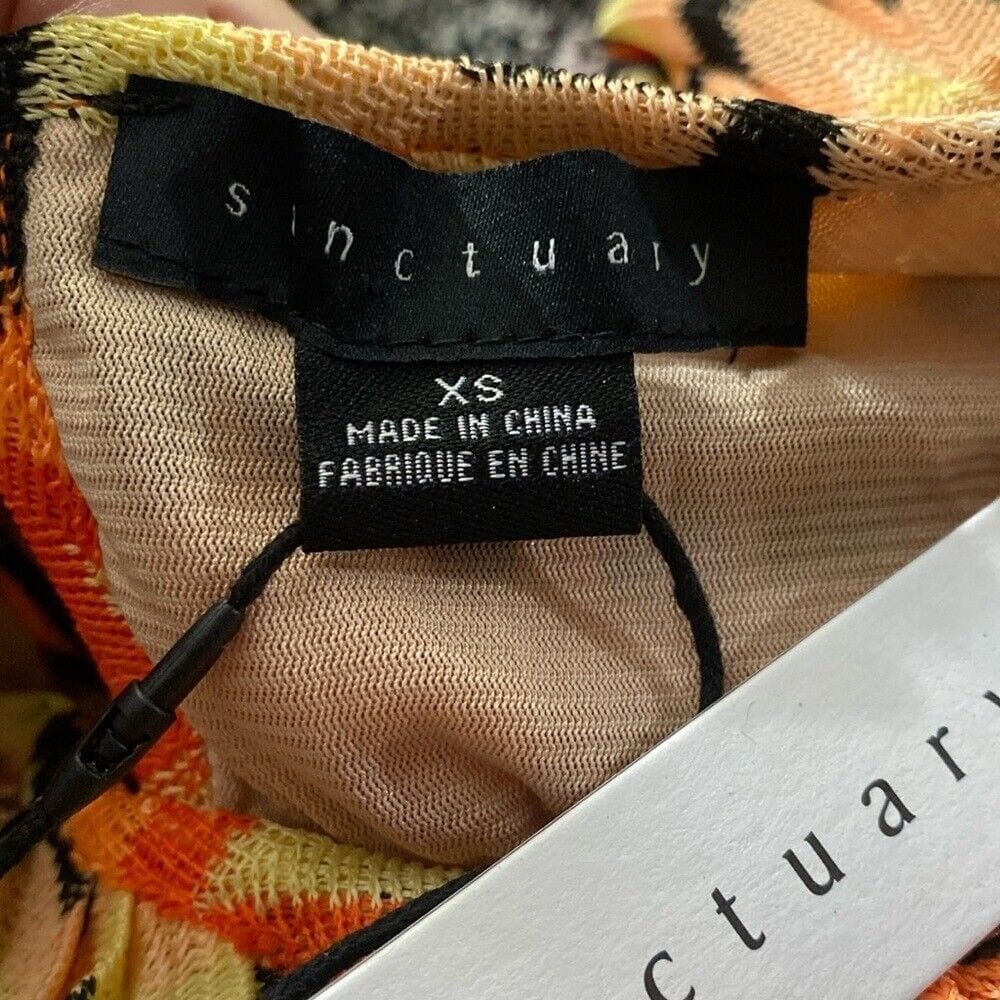 sanctuary
XS
MADE IN CHINA
FABRIQUE EN CHINE
ctuary